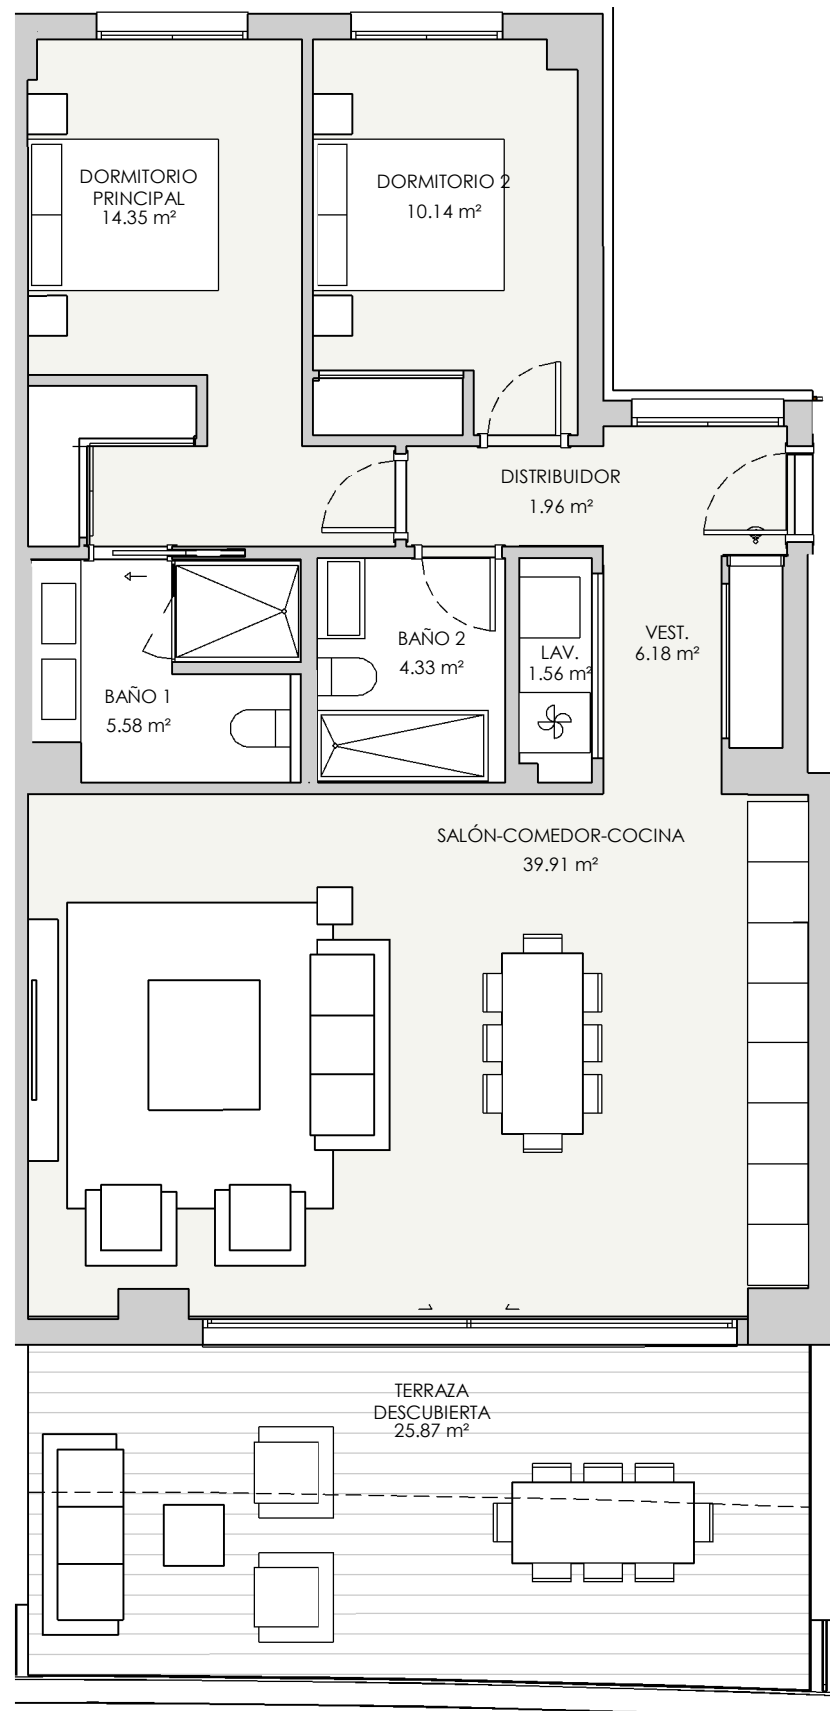 DORMITORIO
PRINCIPAL
14.35 m²
DORMITORIO 2
10.14 m²
DISTRIBUIDOR
1.96 m²
BAÑO 2
4.33 m²
LAV.
1.56 m²
VEST.
6.18 m²
BAÑO 1
5.58 m²
SALÓN-COMEDOR-COCINA
39.91 m²
TERRAZA
DESCUBIERTA
25.87 m²